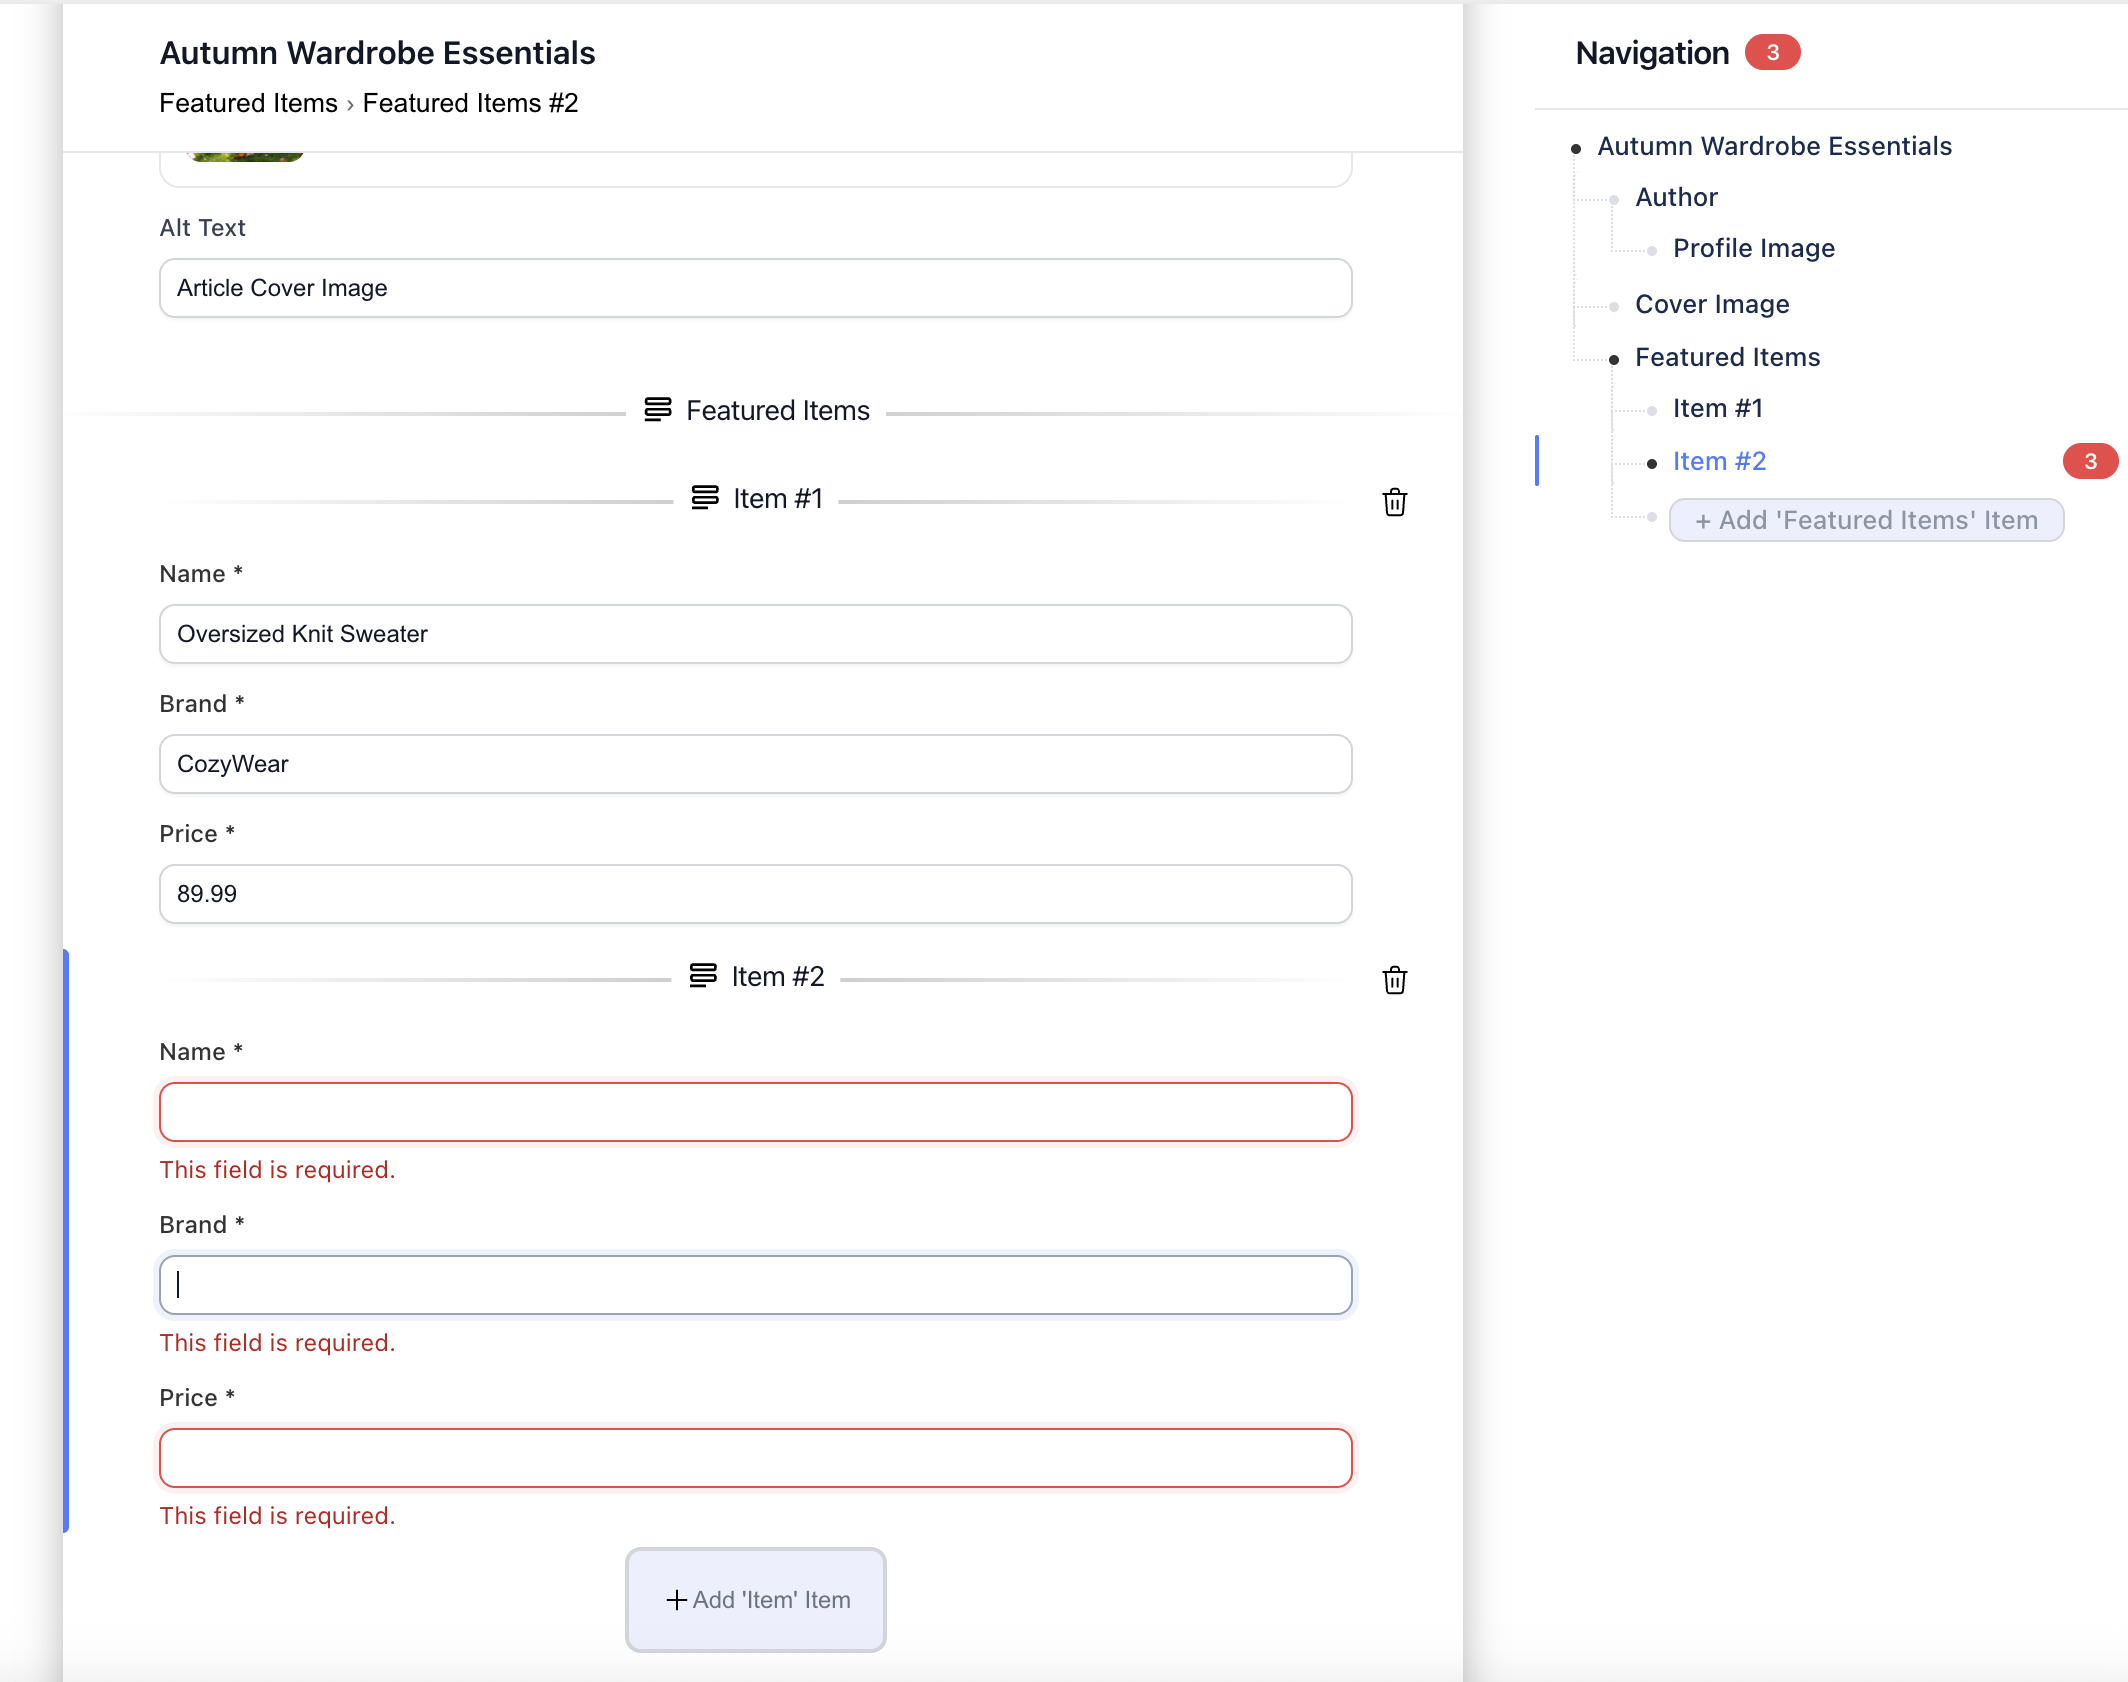 Autumn Wardrobe Essentials
Featured Items › Featured Items #2
Alt Text
Article Cover Image
Featured Items
Item #1
Name *
Oversized Knit Sweater
Brand *
CozyWear
Price *
89.99
Item #2
Name *
This field is required.
Brand *
This field is required.
Price *
This field is required.
+ Add 'Item' Item
Navigation 3
Autumn Wardrobe Essentials
Author
Profile Image
Cover Image
Featured Items
Item #1
Item #2 3
+ Add 'Featured Items' Item